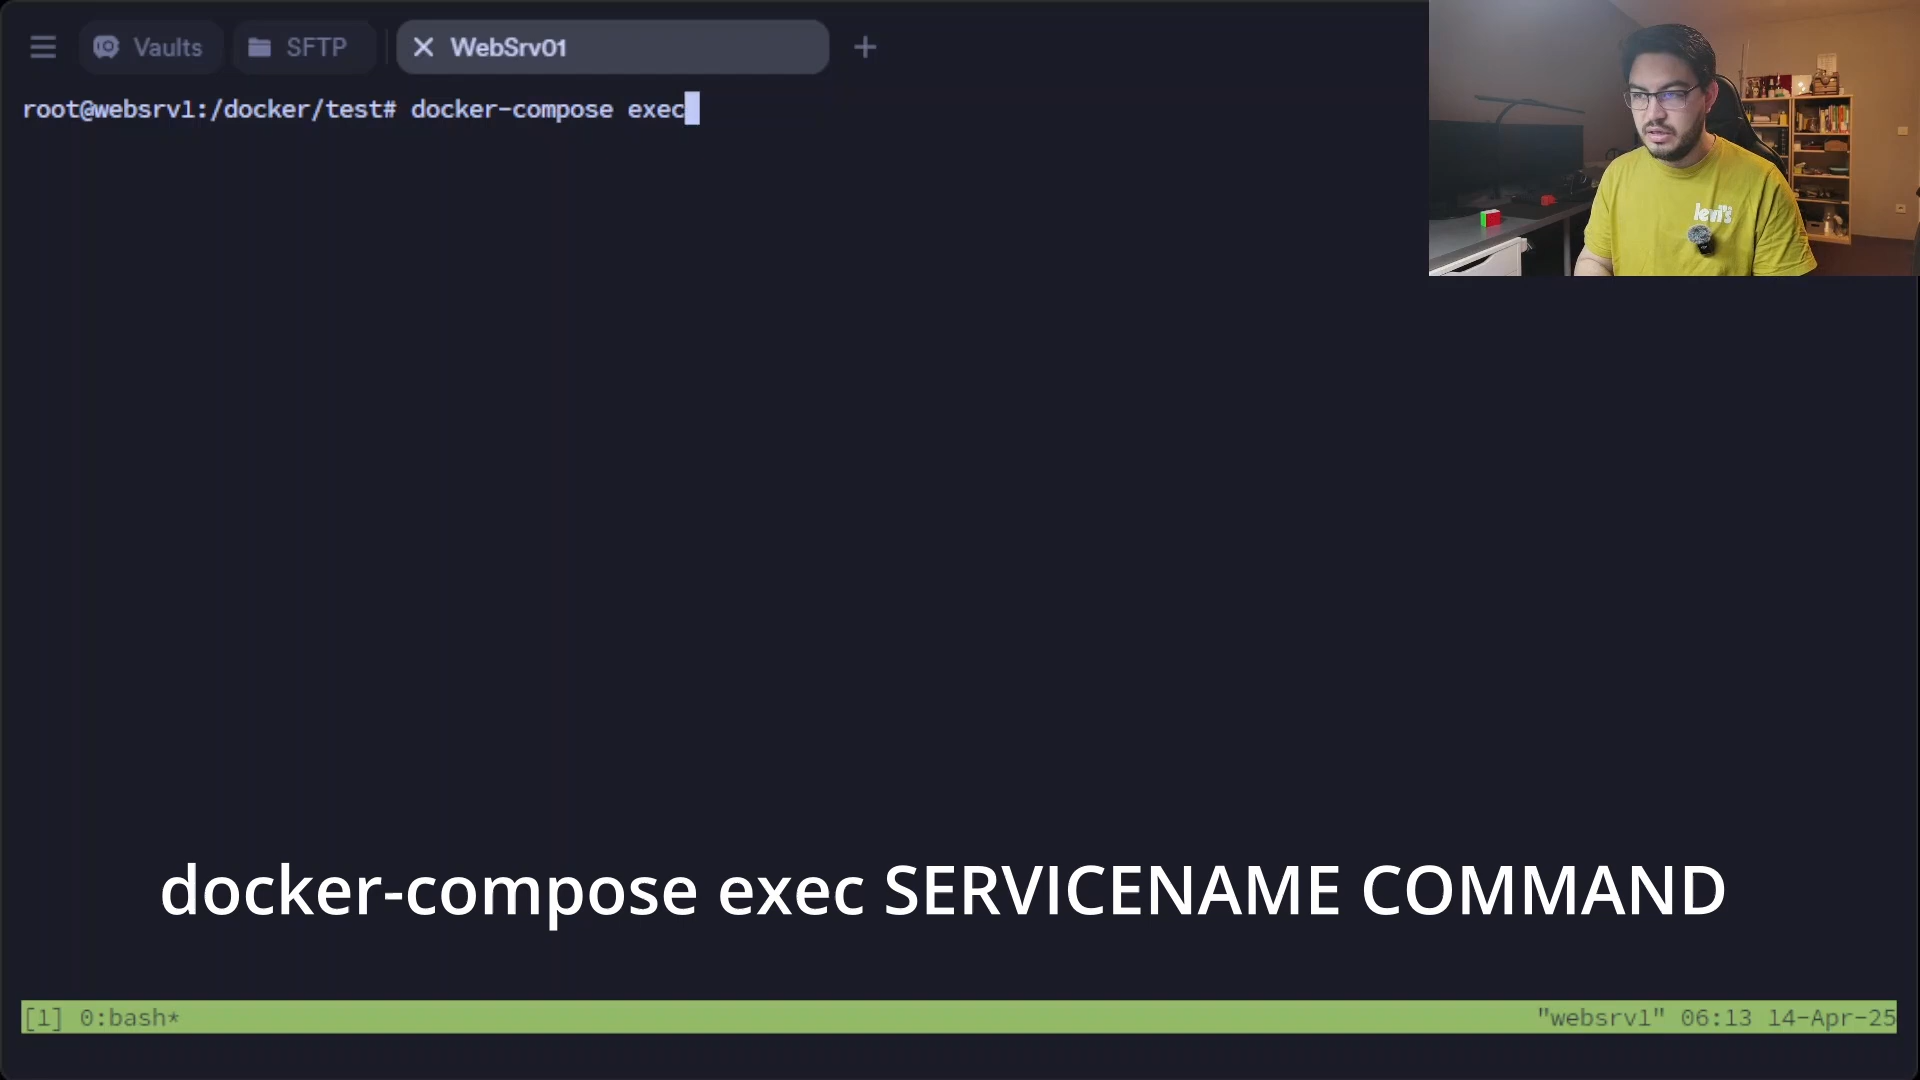 Vaults
SFTP
WebSrv01
root@websrv1:/docker/test# docker-compose exec
levi's
docker-compose exec SERVICENAME COMMAND
[1] 0:bash*
"websrv1" 06:13 14-Apr-25